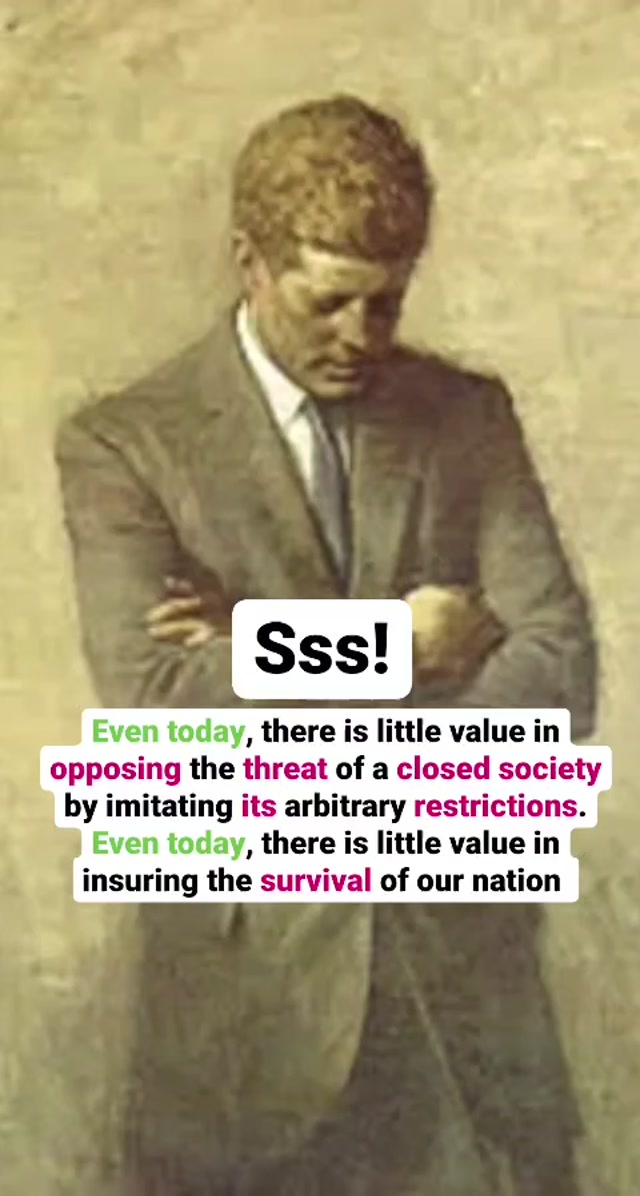 Sss!
Even today, there is little value in
opposing the threat of a closed society
by imitating its arbitrary restrictions.
Even today, there is little value in
insuring the survival of our nation